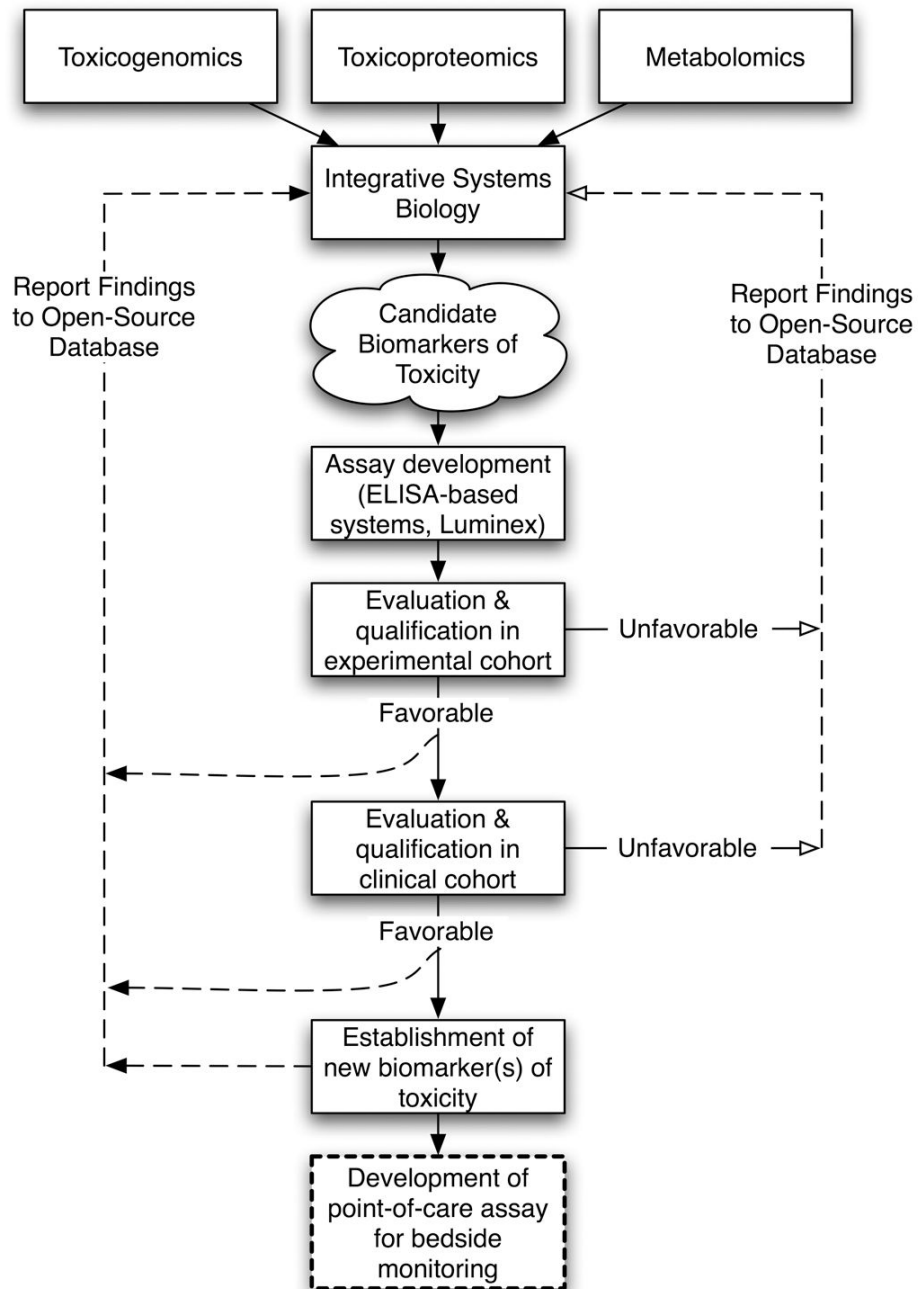 Toxicogenomics
Toxicoproteomics
Metabolomics
Integrative Systems
Biology
Report Findings
to Open-Source
Database
Candidate
Biomarkers of
Toxicity
Report Findings
to Open-Source
Database
Assay development
(ELISA-based
systems, Luminex)
Evaluation &
qualification in
experimental cohort
Unfavorable
Favorable
Evaluation &
qualification in
clinical cohort
Unfavorable
Favorable
Establishment of
new biomarker(s) of
toxicity
Development of
point-of-care assay
for bedside
monitoring